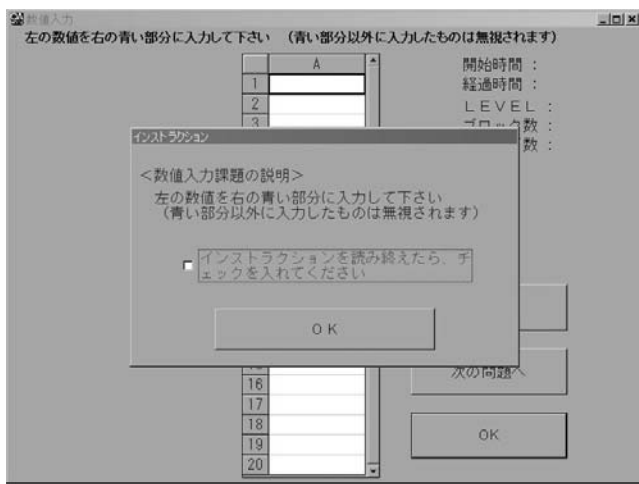 数値入力
左の数値を右の青い部分に入力して下さい (青い部分以外に入力したものは無視されます)
A
開始時間 :
1
経過時間 :
2
LEVEL :
3
ブロック数 :
数 :
インストラクション
<数値入力課題の説明>
左の数値を右の青い部分に入力して下さい
(青い部分以外に入力したものは無視されます)
インストラクションを読み終えたら、チ
ェックを入れてください
OK
次の問題へ
16
17
18
OK
19
20